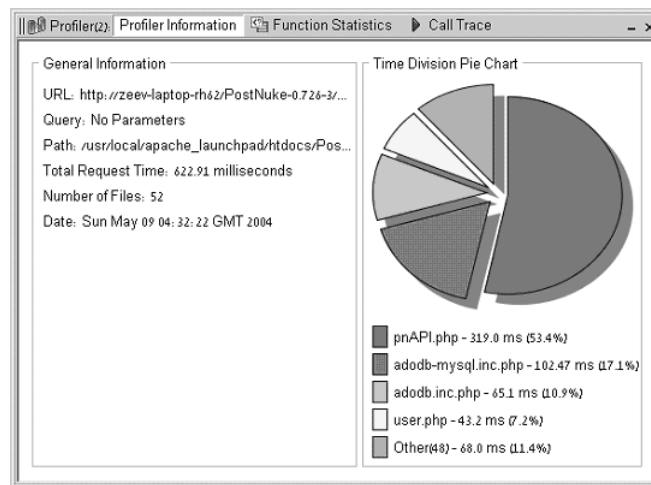 Profiler(2): Profiler Information Function Statistics Call Trace
General Information
URL: http://zeev-laptop-rh62/PostNuke-0.726-3/...
Query: No Parameters
Path: /usr/local/apache_launchpad/htdocs/Pos...
Total Request Time: 622.91 milliseconds
Number of Files: 52
Date: Sun May 09 04:32:22 GMT 2004
Time Division Pie Chart
pnAPI.php - 319.0 ms (53.4%)
adodb-mysql.inc.php - 102.47 ms (17.1%)
adodb.inc.php - 65.1 ms (10.9%)
user.php - 43.2 ms (7.2%)
Other(48) - 68.0 ms (11.4%)